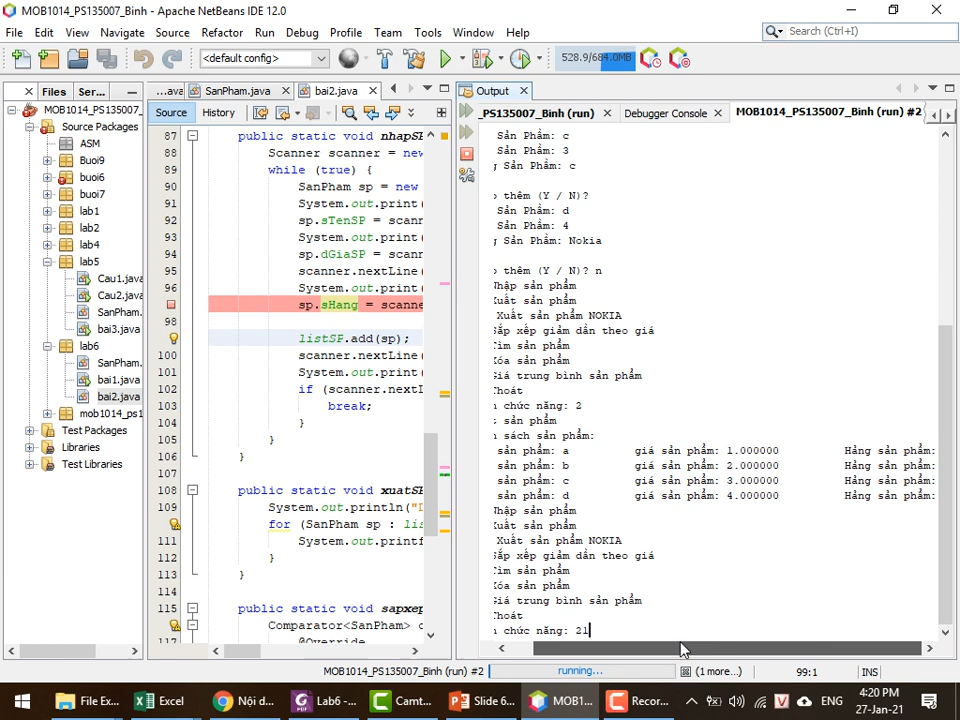 MOB1014_PS135007_Binh - Apache NetBeans IDE 12.0
File Edit View Navigate Source Refactor Run Debug Profile Team Tools Window Help
Search (Ctrl+I)
<default config>
528.9/684.0MB
Files Ser...
MOB1014_PS135007_
Source Packages
ASM
Buoi9
buoi6
buoi7
lab1
lab2
lab4
lab5
Cau1.java
Cau2.java
SanPham.
bai3.java
lab6
SanPham.
bai1.java
bai2.java
mob1014_ps1
Test Packages
Libraries
Test Libraries
...ava SanPham.java bai2.java
Source History
87 public static void nhapSP
88 Scanner scanner = new
89 while (true) {
90 SanPham sp = new
91 System.out.print(
92 sp.sTenSP = scanner
93 System.out.print(
94 sp.dGiaSP = scanner
95 scanner.nextLine
96 System.out.print(
sp.sHang = scanne
98
listSP.add(sp);
100 scanner.nextLine
101 System.out.print(
102 if (scanner.nextL
103 break;
104 }
105 }
106 }
107
108 public static void xuatSP
109 System.out.println("D
for (SanPham sp : lis
111 System.out.printf
112 }
113 }
114
115 public static void sapxep
Comparator<SanPham> c
117 @Override
Output
_PS135007_Binh (run) Debugger Console MOB1014_PS135007_Binh (run) #2
Sản Phẩm: c
Sản Phẩm: 3
g Sản Phẩm: c
p thêm (Y / N)?
Sản Phẩm: d
Sản Phẩm: 4
g Sản Phẩm: Nokia
p thêm (Y / N)? n
Nhập sản phẩm
Xuất sản phẩm
Xuất sản phẩm NOKIA
Sắp xếp giảm dần theo giá
Tìm sản phẩm
Xóa sản phẩm
Giá trung bình sản phẩm
Thoát
n chức năng: 2
t sản phẩm
h sách sản phẩm:
sản phẩm: a giá sản phẩm: 1.000000 Hảng sản phẩm:
sản phẩm: b giá sản phẩm: 2.000000 Hảng sản phẩm:
sản phẩm: c giá sản phẩm: 3.000000 Hảng sản phẩm:
sản phẩm: d giá sản phẩm: 4.000000 Hảng sản phẩm:
Nhập sản phẩm
Xuất sản phẩm
Xuất sản phẩm NOKIA
Sắp xếp giảm dần theo giá
Tìm sản phẩm
Xóa sản phẩm
Giá trung bình sản phẩm
Thoát
n chức năng: 21
MOB1014_PS135007_Binh (run) #2 running... (1 more...) 99:1 INS
File Ex... Excel Nội d... Lab6 -... Camt... Slide 6... MOB1... Recor... ENG 4:20 PM
27-Jan-21